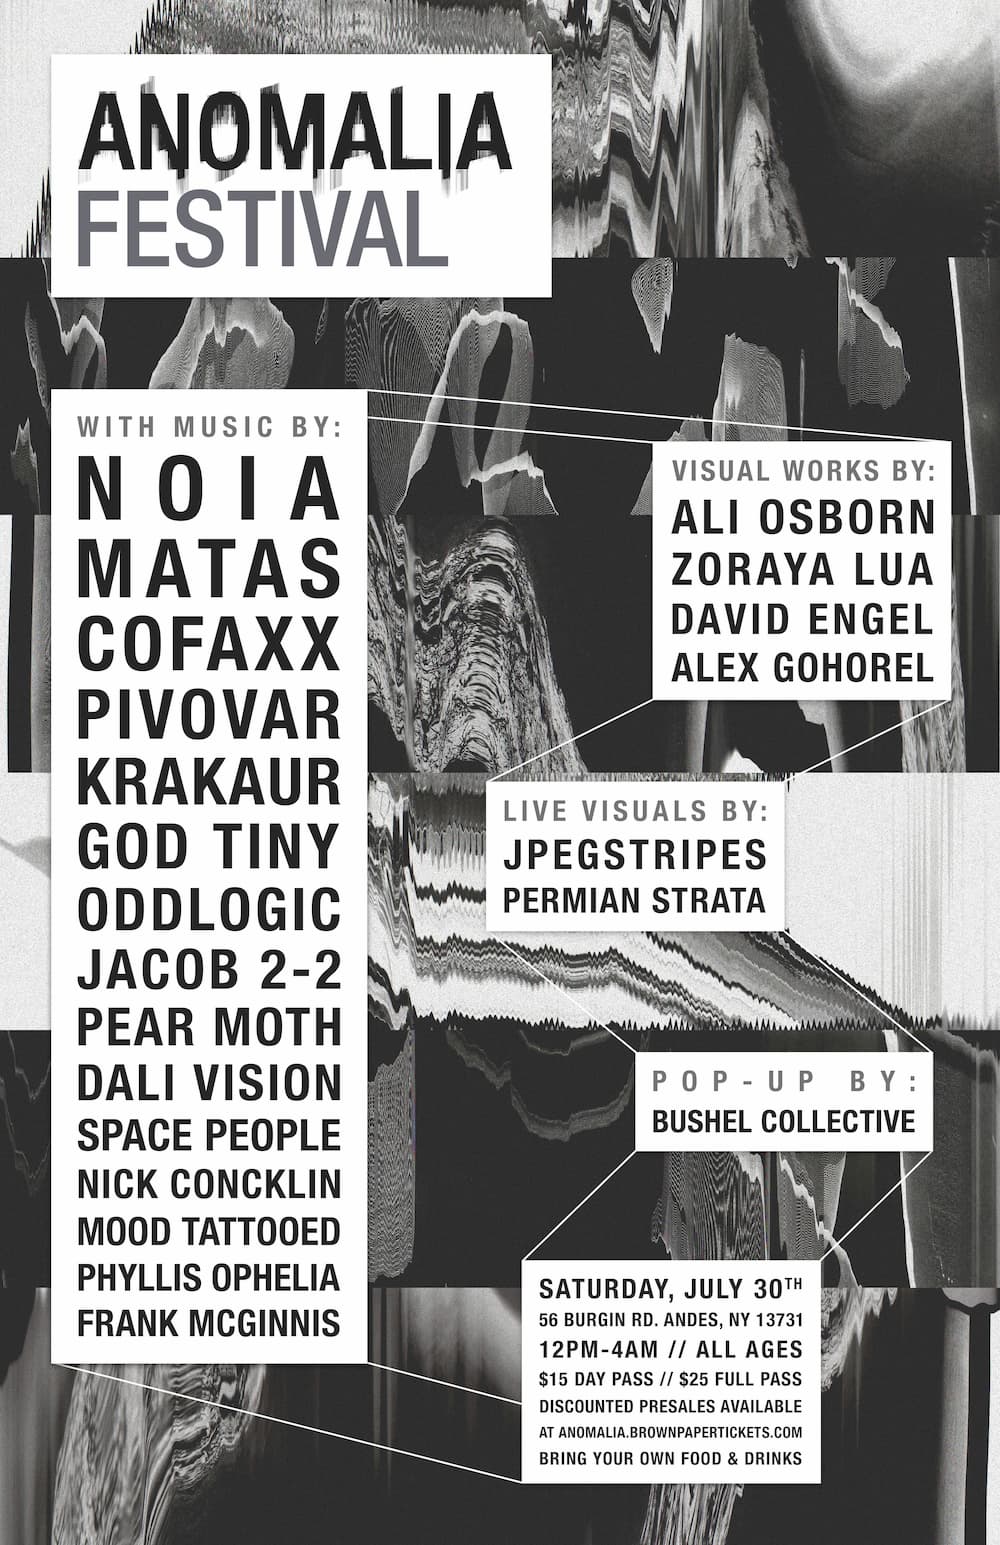 ANOMALIA
FESTIVAL
WITH MUSIC BY:
NOIA
MATAS
COFAXX
PIVOVAR
KRAKAUR
GOD TINY
ODDLOGIC
JACOB 2-2
PEAR MOTH
DALI VISION
SPACE PEOPLE
NICK CONCKLIN
MOOD TATTOOED
PHYLLIS OPHELIA
FRANK MCGINNIS
VISUAL WORKS BY:
ALI OSBORN
ZORAYA LUA
DAVID ENGEL
ALEX GOHOREL
LIVE VISUALS BY:
JPEGSTRIPES
PERMIAN STRATA
POP-UP BY:
BUSHEL COLLECTIVE
SATURDAY, JULY 30TH
56 BURGIN RD. ANDES, NY 13731
12PM-4AM // ALL AGES
$15 DAY PASS // $25 FULL PASS
DISCOUNTED PRESALES AVAILABLE
AT ANOMALIA.BROWNPAPERTICKETS.COM
BRING YOUR OWN FOOD & DRINKS